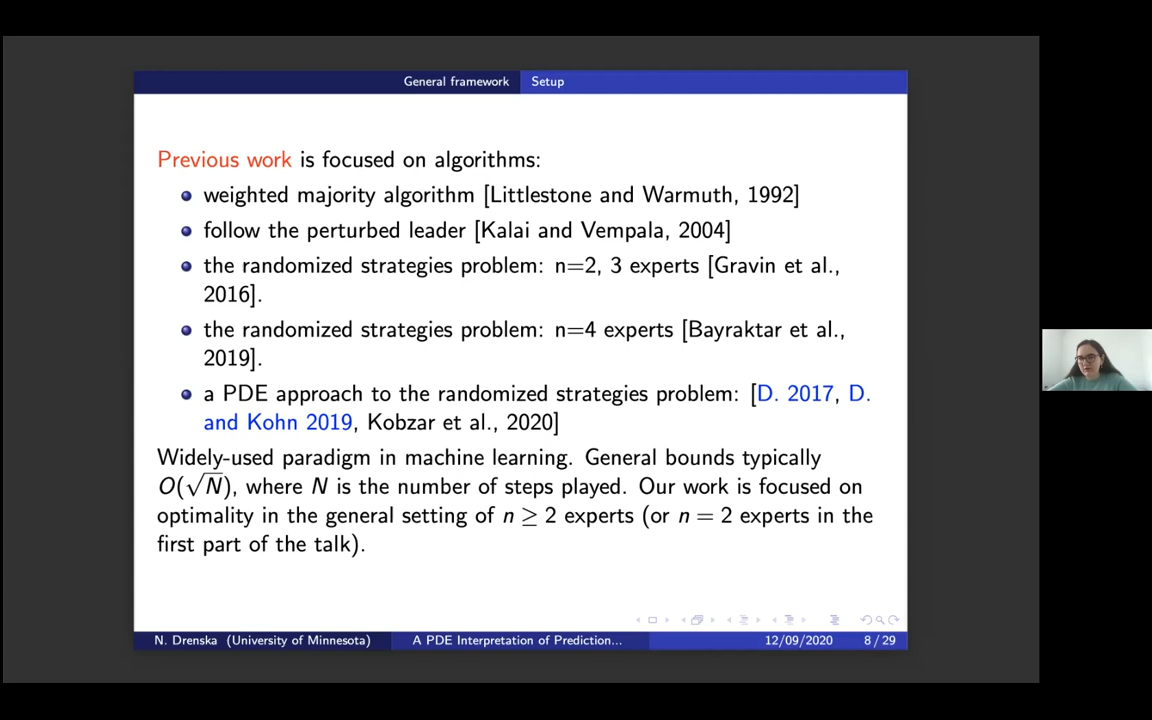 General framework Setup
Previous work is focused on algorithms:
weighted majority algorithm [Littlestone and Warmuth, 1992]
follow the perturbed leader [Kalai and Vempala, 2004]
the randomized strategies problem: n=2, 3 experts [Gravin et al.,
2016].
the randomized strategies problem: n=4 experts [Bayraktar et al.,
2019].
a PDE approach to the randomized strategies problem: [D. 2017, D.
and Kohn 2019, Kobzar et al., 2020]
Widely-used paradigm in machine learning. General bounds typically
O(√N), where N is the number of steps played. Our work is focused on
optimality in the general setting of n ≥ 2 experts (or n = 2 experts in the
first part of the talk).
N. Drenska (University of Minnesota) A PDE Interpretation of Prediction... 12/09/2020 8 / 29